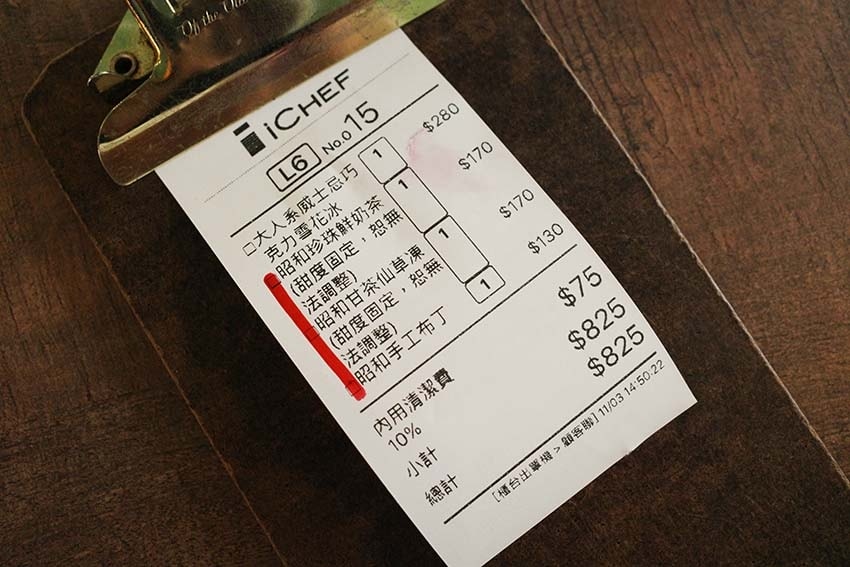 Of the Old
iCHEF
L6 No.015
□大人系威士忌巧 1 $280
克力雪花冰
□昭和珍珠鮮奶茶 1 $170
(甜度固定，恕無
法調整)
□昭和甘茶仙草凍 1 $170
(甜度固定，恕無
法調整)
□昭和手工布丁 1 $130
內用清潔費 $75
10%
小計 $825
總計 $825
[櫃台出單機 > 顧客聯] 11/03 14:50:22